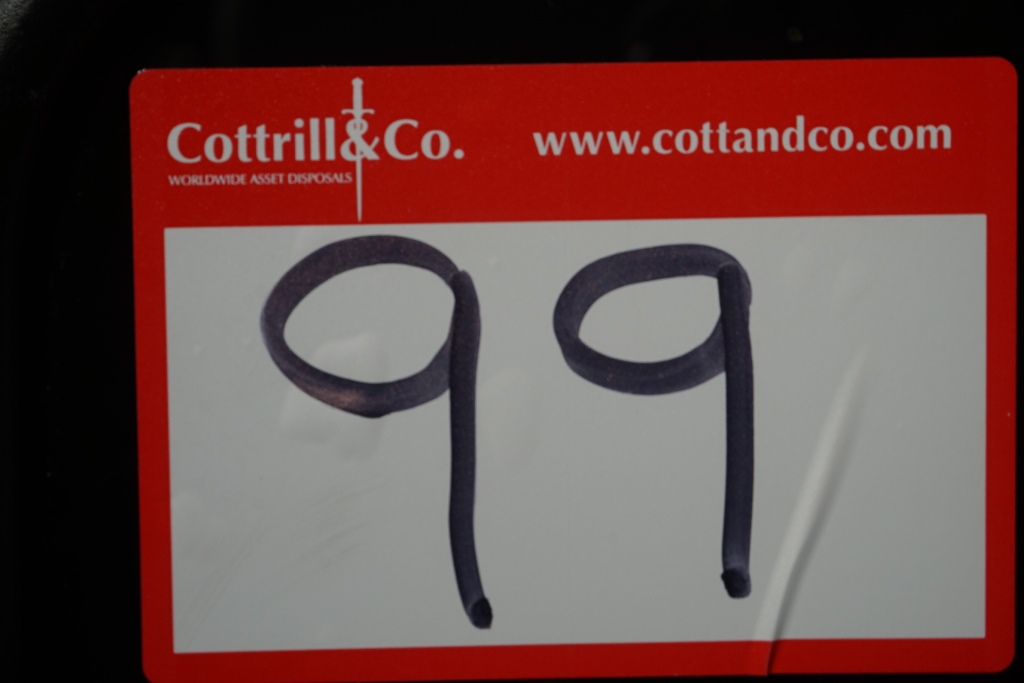 Cottrill&Co. www.cottandco.com
WORLDWIDE ASSET DISPOSALS
99